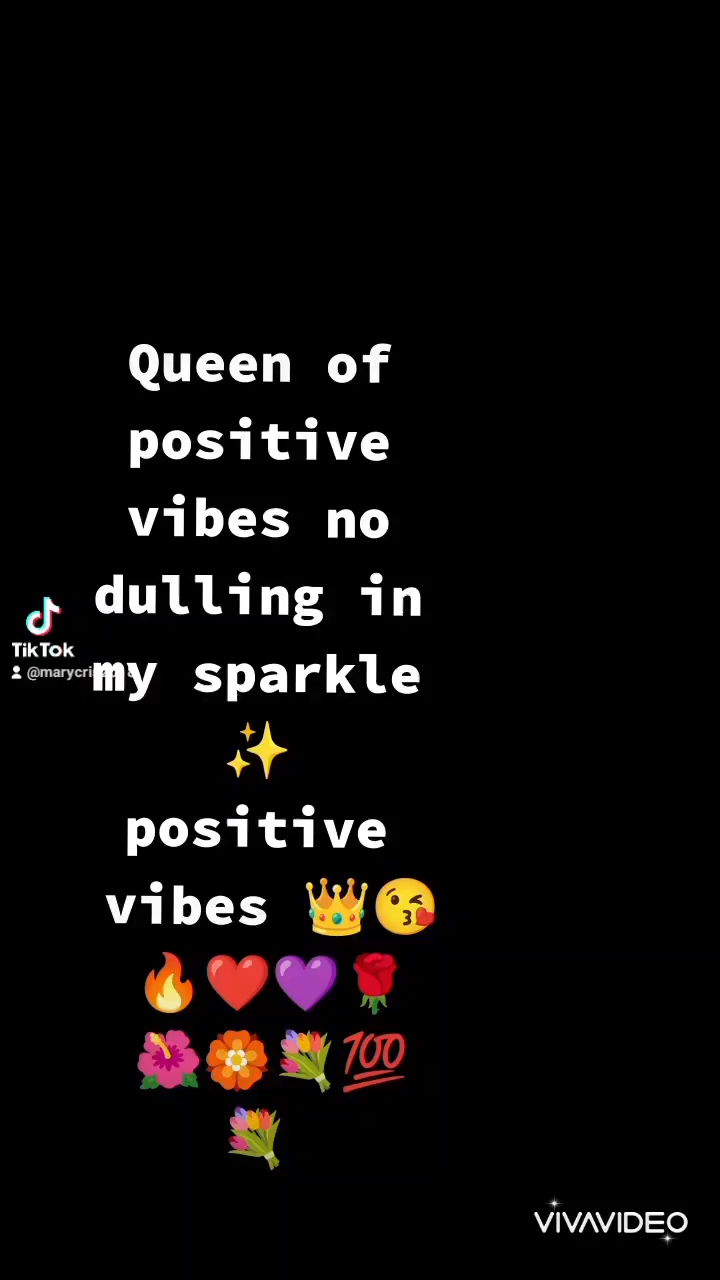 Queen of
positive
vibes no
dulling in
my sparkle
✨
positive
vibes 👑😘
🔥❤️💜🌹
🌺🏵️💐💯
💐
TikTok
VIVAVIDEO